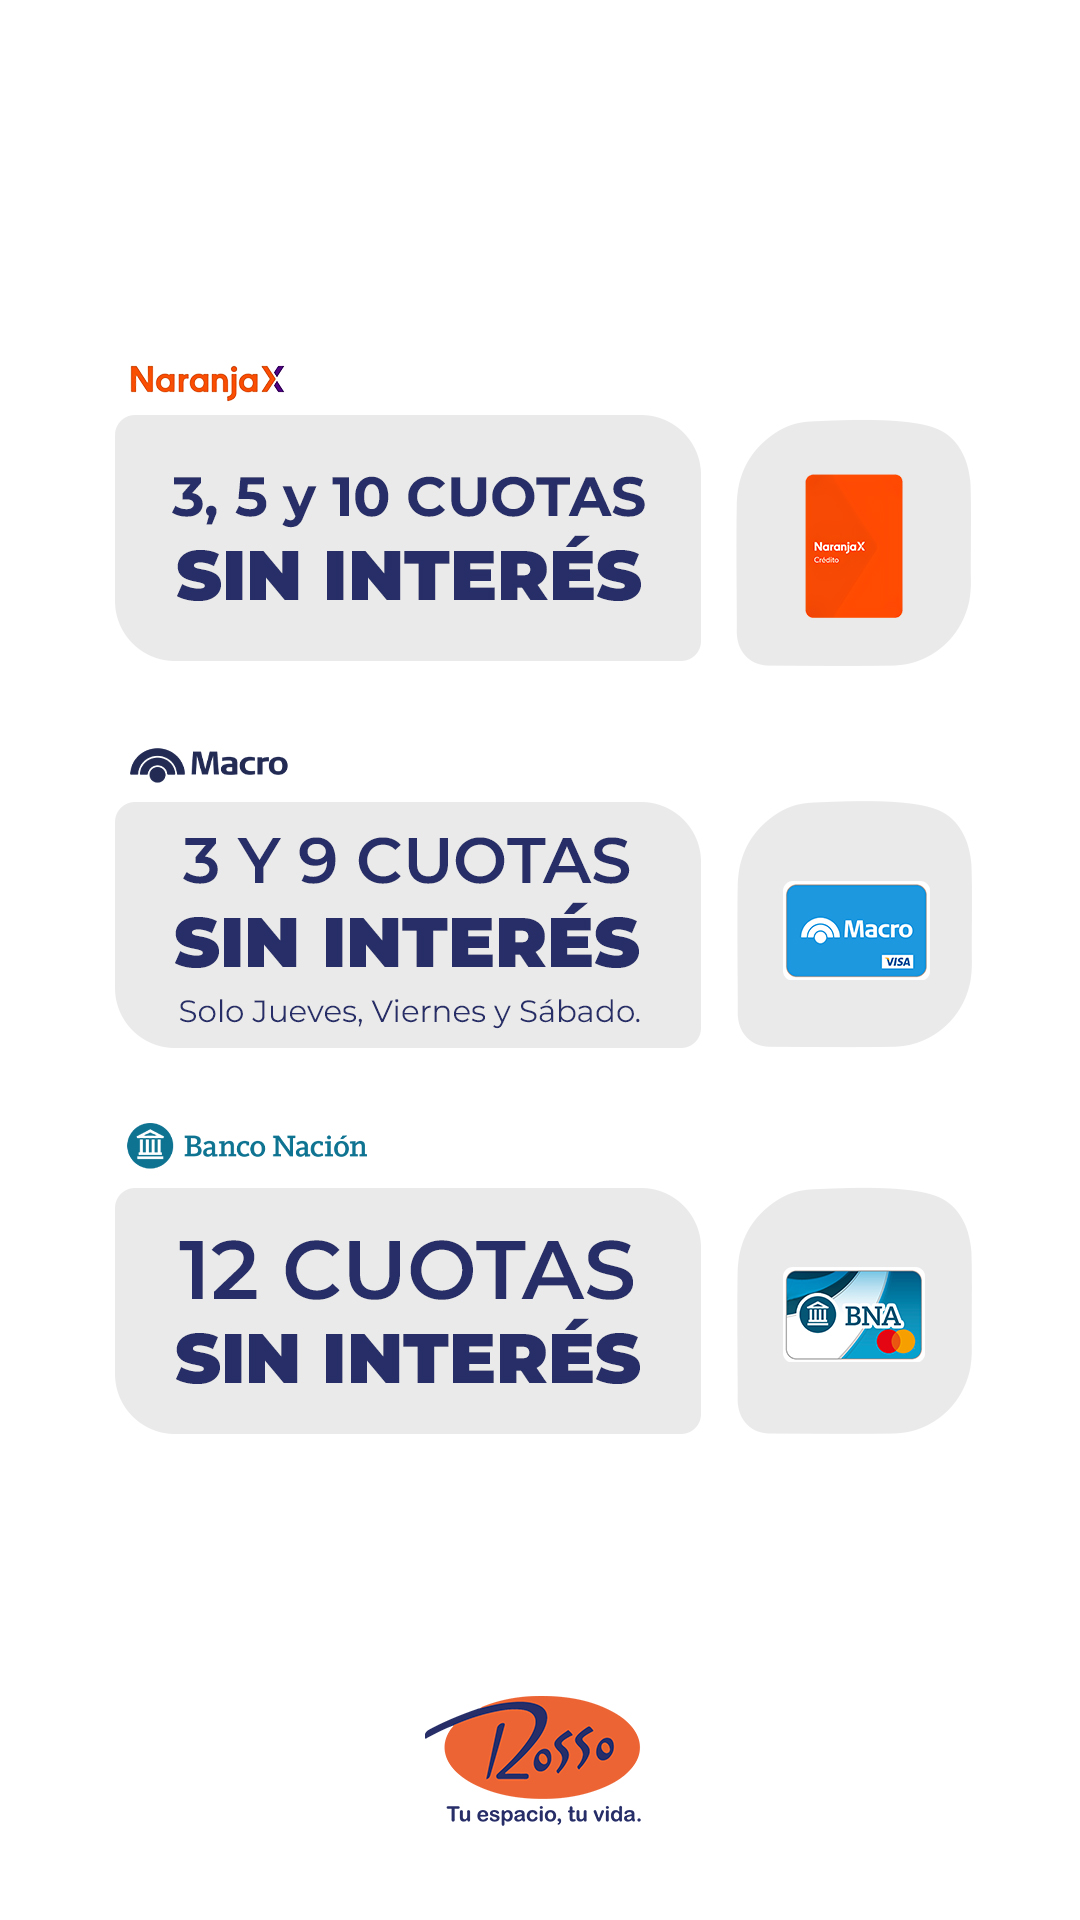 NaranjaX
3, 5 y 10 CUOTAS
SIN INTERÉS
NaranjaX
Crédito
Macro
3 Y 9 CUOTAS
SIN INTERÉS
Solo Jueves, Viernes y Sábado.
Macro
VISA
Banco Nación
12 CUOTAS
SIN INTERÉS
BNA
Rosso
Tu espacio, tu vida.